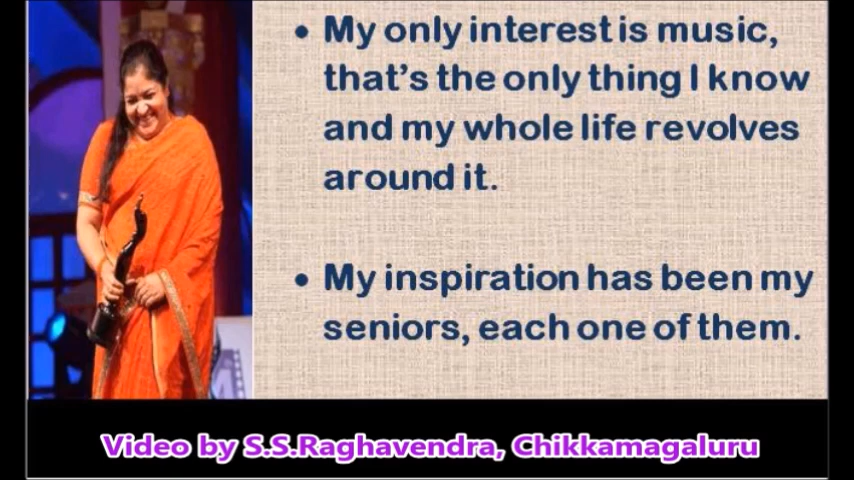 • My only interest is music,
that's the only thing I know
and my whole life revolves
around it.
• My inspiration has been my
seniors, each one of them.
Video by S.S.Raghavendra, Chikkamagaluru